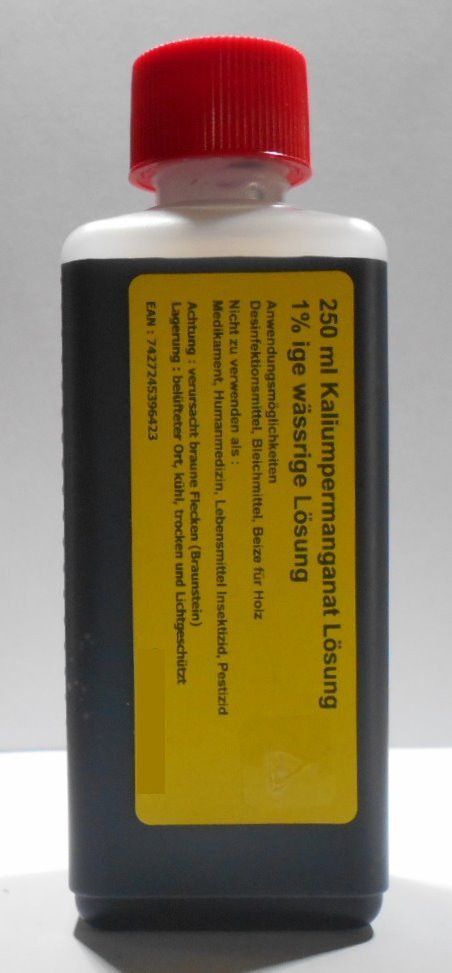 250 ml Kaliumpermanganat Lösung
1% ige wässrige Lösung
Anwendungsmöglichkeiten
Desinfektionsmittel, Bleichmittel, Beize für Holz
Nicht zu verwenden als :
Medikament, Humanmedizin, Lebensmittel Insektizid, Pestizid
Achtung : verursacht braune Flecken (Braunstein)
Lagerung : belüfteter Ort, kühl, trocken und Lichtgeschützt
EAN : 7427245396423